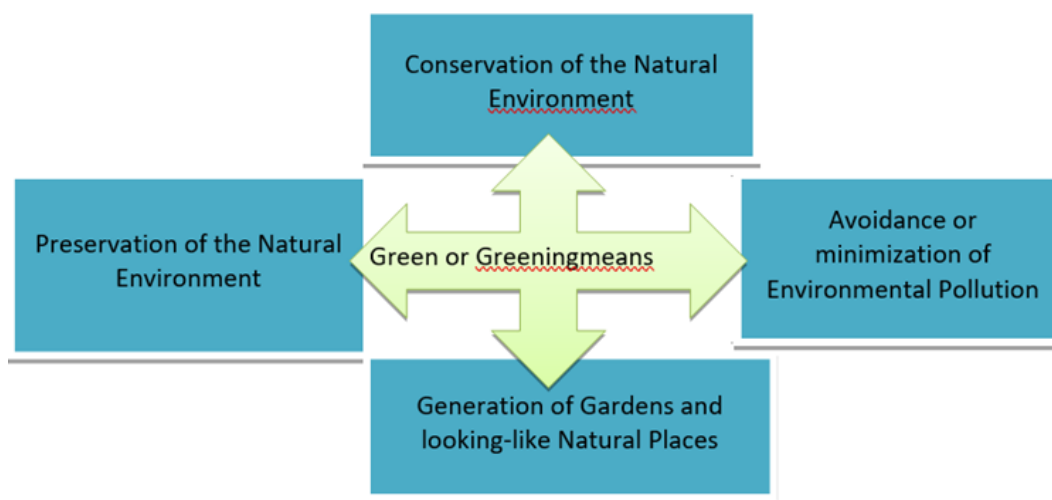 Conservation of the Natural
Environment
Preservation of the Natural
Environment
Green or Greeningmeans
Avoidance or
minimization of
Environmental Pollution
Generation of Gardens and
looking-like Natural Places